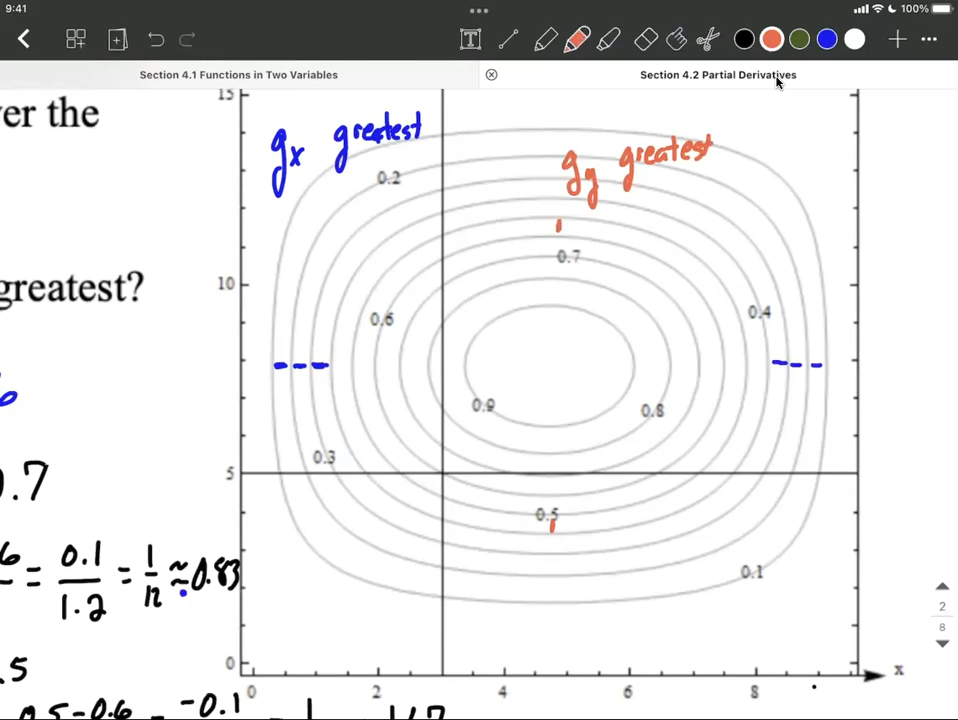 9:41
100%
T
Section 4.1 Functions in Two Variables
Section 4.2 Partial Derivatives
er the
15
gx greatest
gy greatest
0.2
0.7
greatest?
10
0.6
0.4
6
0.9
0.8
0.3
5
0.7
0.5
6 = 0.1/1.2 = 1/12 ≈ 0.83
0.1
2
8
.5
0
x
0 2 4 6 8
0.5-0.6 = -0.1